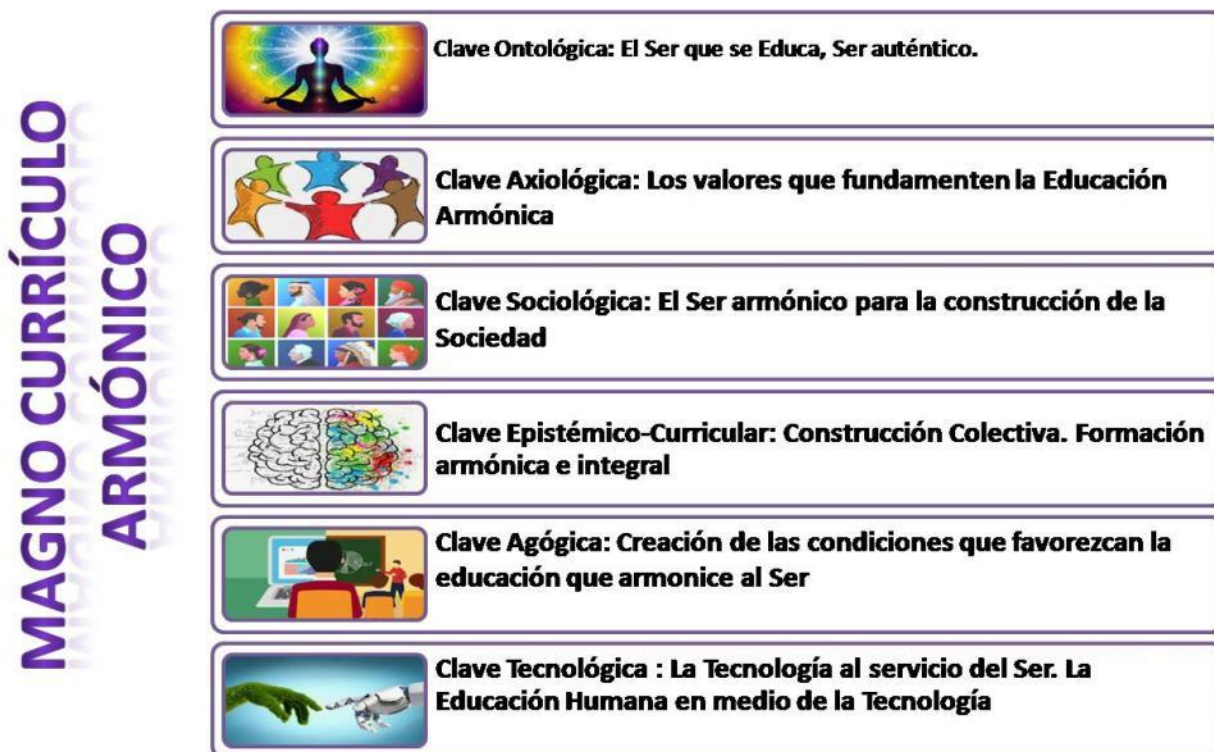 MAGNO CURRÍCULO
ARMÓNICO
Clave Ontológica: El Ser que se Educa, Ser auténtico.
Clave Axiológica: Los valores que fundamenten la Educación
Armónica
Clave Sociológica: El Ser armónico para la construcción de la
Sociedad
Clave Epistémico-Curricular: Construcción Colectiva. Formación
armónica e integral
Clave Agógica: Creación de las condiciones que favorezcan la
educación que armonice al Ser
Clave Tecnológica : La Tecnología al servicio del Ser. La
Educación Humana en medio de la Tecnología